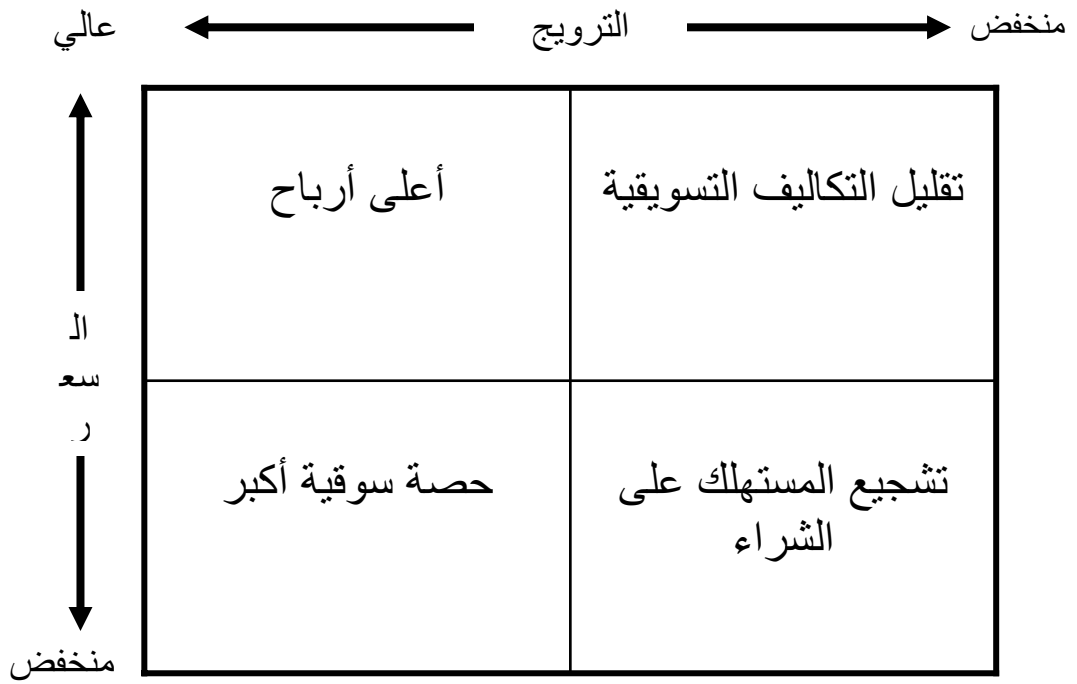 منخفض الترويج عالي
تقليل التكاليف التسويقية
أعلى أرباح
الـ
سعـ
ر
تشجيع المستهلك على
الشراء
حصة سوقية أكبر
منخفض